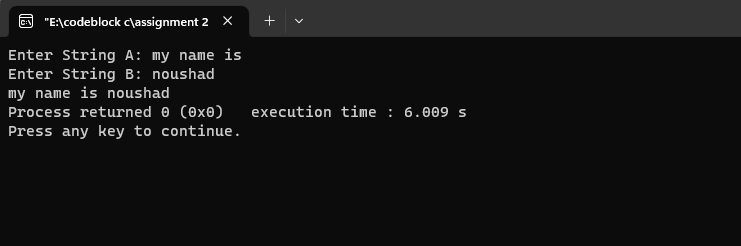 "E:\codeblock c\assignment 2
Enter String A: my name is
Enter String B: noushad
my name is noushad
Process returned 0 (0x0)   execution time : 6.009 s
Press any key to continue.